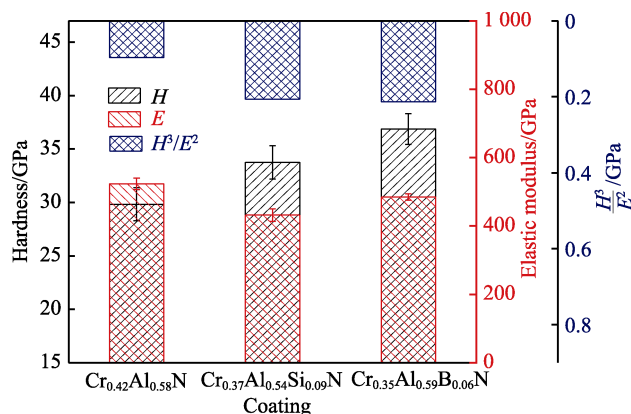 45
40
35
30
25
20
15
Hardness/GPa
H
E
H³/E²
1 000
800
600
400
200
0
Elastic modulus/GPa
0
0.2
0.4
0.6
0.8
H³/E² /GPa
Cr₀.₄₂Al₀.₅₈N Cr₀.₃₇Al₀.₅₄Si₀.₀₉N Cr₀.₃₅Al₀.₅₉B₀.₀₆N
Coating